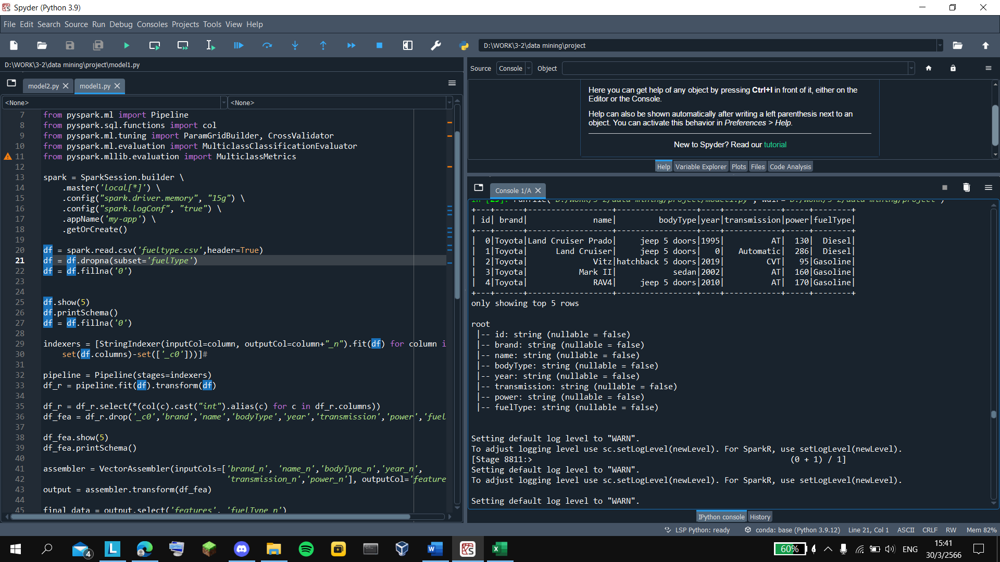 Spyder (Python 3.9)
File Edit Search Source Run Debug Consoles Projects Tools View Help
D:\WORK\3-2\data mining\project
D:\WORK\3-2\data mining\project\model1.py
model2.py
model1.py
<None>
<None>
7 from pyspark.ml import Pipeline
8 from pyspark.sql.functions import col
9 from pyspark.ml.tuning import ParamGridBuilder, CrossValidator
10 from pyspark.ml.evaluation import MulticlassClassificationEvaluator
11 from pyspark.mllib.evaluation import MulticlassMetrics
12
13 spark = SparkSession.builder \
14 .master('local[*]') \
15 .config("spark.driver.memory", "15g") \
16 .config("spark.logConf", "true") \
17 .appName('my-app') \
18 .getOrCreate()
19
20 df = spark.read.csv('fueltype.csv',header=True)
21 df = df.dropna(subset='fuelType')
22 df = df.fillna('0')
23
24
25 df.show(5)
26 df.printSchema()
27 df = df.fillna('0')
28
29 indexers = [StringIndexer(inputCol=column, outputCol=column+"_n").fit(df) for column i
30 set(df.columns)-set(['_c0']))]#
31
32 pipeline = Pipeline(stages=indexers)
33 df_r = pipeline.fit(df).transform(df)
34
35 df_r = df_r.select(*(col(c).cast("int").alias(c) for c in df_r.columns))
36 df_fea = df_r.drop('_c0','brand','name','bodyType','year','transmission','power','fuel
37
38 df_fea.show(5)
39 df_fea.printSchema()
40
41 assembler = VectorAssembler(inputCols=['brand_n', 'name_n','bodyType_n','year_n',
42 'transmission_n','power_n'], outputCol='feature
43 output = assembler.transform(df_fea)
44
45 final_data = output.select('features', 'fuelType_n')
Source Console Object
Here you can get help of any object by pressing Ctrl+I in front of it, either on the
Editor or the Console.
Help can also be shown automatically after writing a left parenthesis next to an
object. You can activate this behavior in Preferences > Help.
New to Spyder? Read our tutorial
Help Variable Explorer Plots Files Code Analysis
Console 1/A
In [23]: runfile('D:/WORK/3-2/data mining/project/model1.py', wdir='D:/WORK/3-2/data mining/project')
+---+------+------------------+-----------------+----+------------+-----+--------+
| id| brand| name| bodyType|year|transmission|power|fuelType|
+---+------+------------------+-----------------+----+------------+-----+--------+
| 0|Toyota|Land Cruiser Prado| jeep 5 doors|1995| AT| 130| Diesel|
| 1|Toyota| Land Cruiser| jeep 5 doors| 0| Automatic| 286| Diesel|
| 2|Toyota| Vitz|hatchback 5 doors|2019| CVT| 95|Gasoline|
| 3|Toyota| Mark II| sedan|2002| AT| 160|Gasoline|
| 4|Toyota| RAV4| jeep 5 doors|2010| AT| 170|Gasoline|
+---+------+------------------+-----------------+----+------------+-----+--------+
only showing top 5 rows
root
|-- id: string (nullable = false)
|-- brand: string (nullable = false)
|-- name: string (nullable = false)
|-- bodyType: string (nullable = false)
|-- year: string (nullable = false)
|-- transmission: string (nullable = false)
|-- power: string (nullable = false)
|-- fuelType: string (nullable = false)
Setting default log level to "WARN".
To adjust logging level use sc.setLogLevel(newLevel). For SparkR, use setLogLevel(newLevel).
[Stage 8811:> (0 + 1) / 1]
Setting default log level to "WARN".
To adjust logging level use sc.setLogLevel(newLevel). For SparkR, use setLogLevel(newLevel).
Setting default log level to "WARN".
IPython console History
LSP Python: ready conda: base (Python 3.9.12) Line 21, Col 1 ASCII CRLF RW Mem 82%
4
L
60%
ENG
15:41
30/3/2566